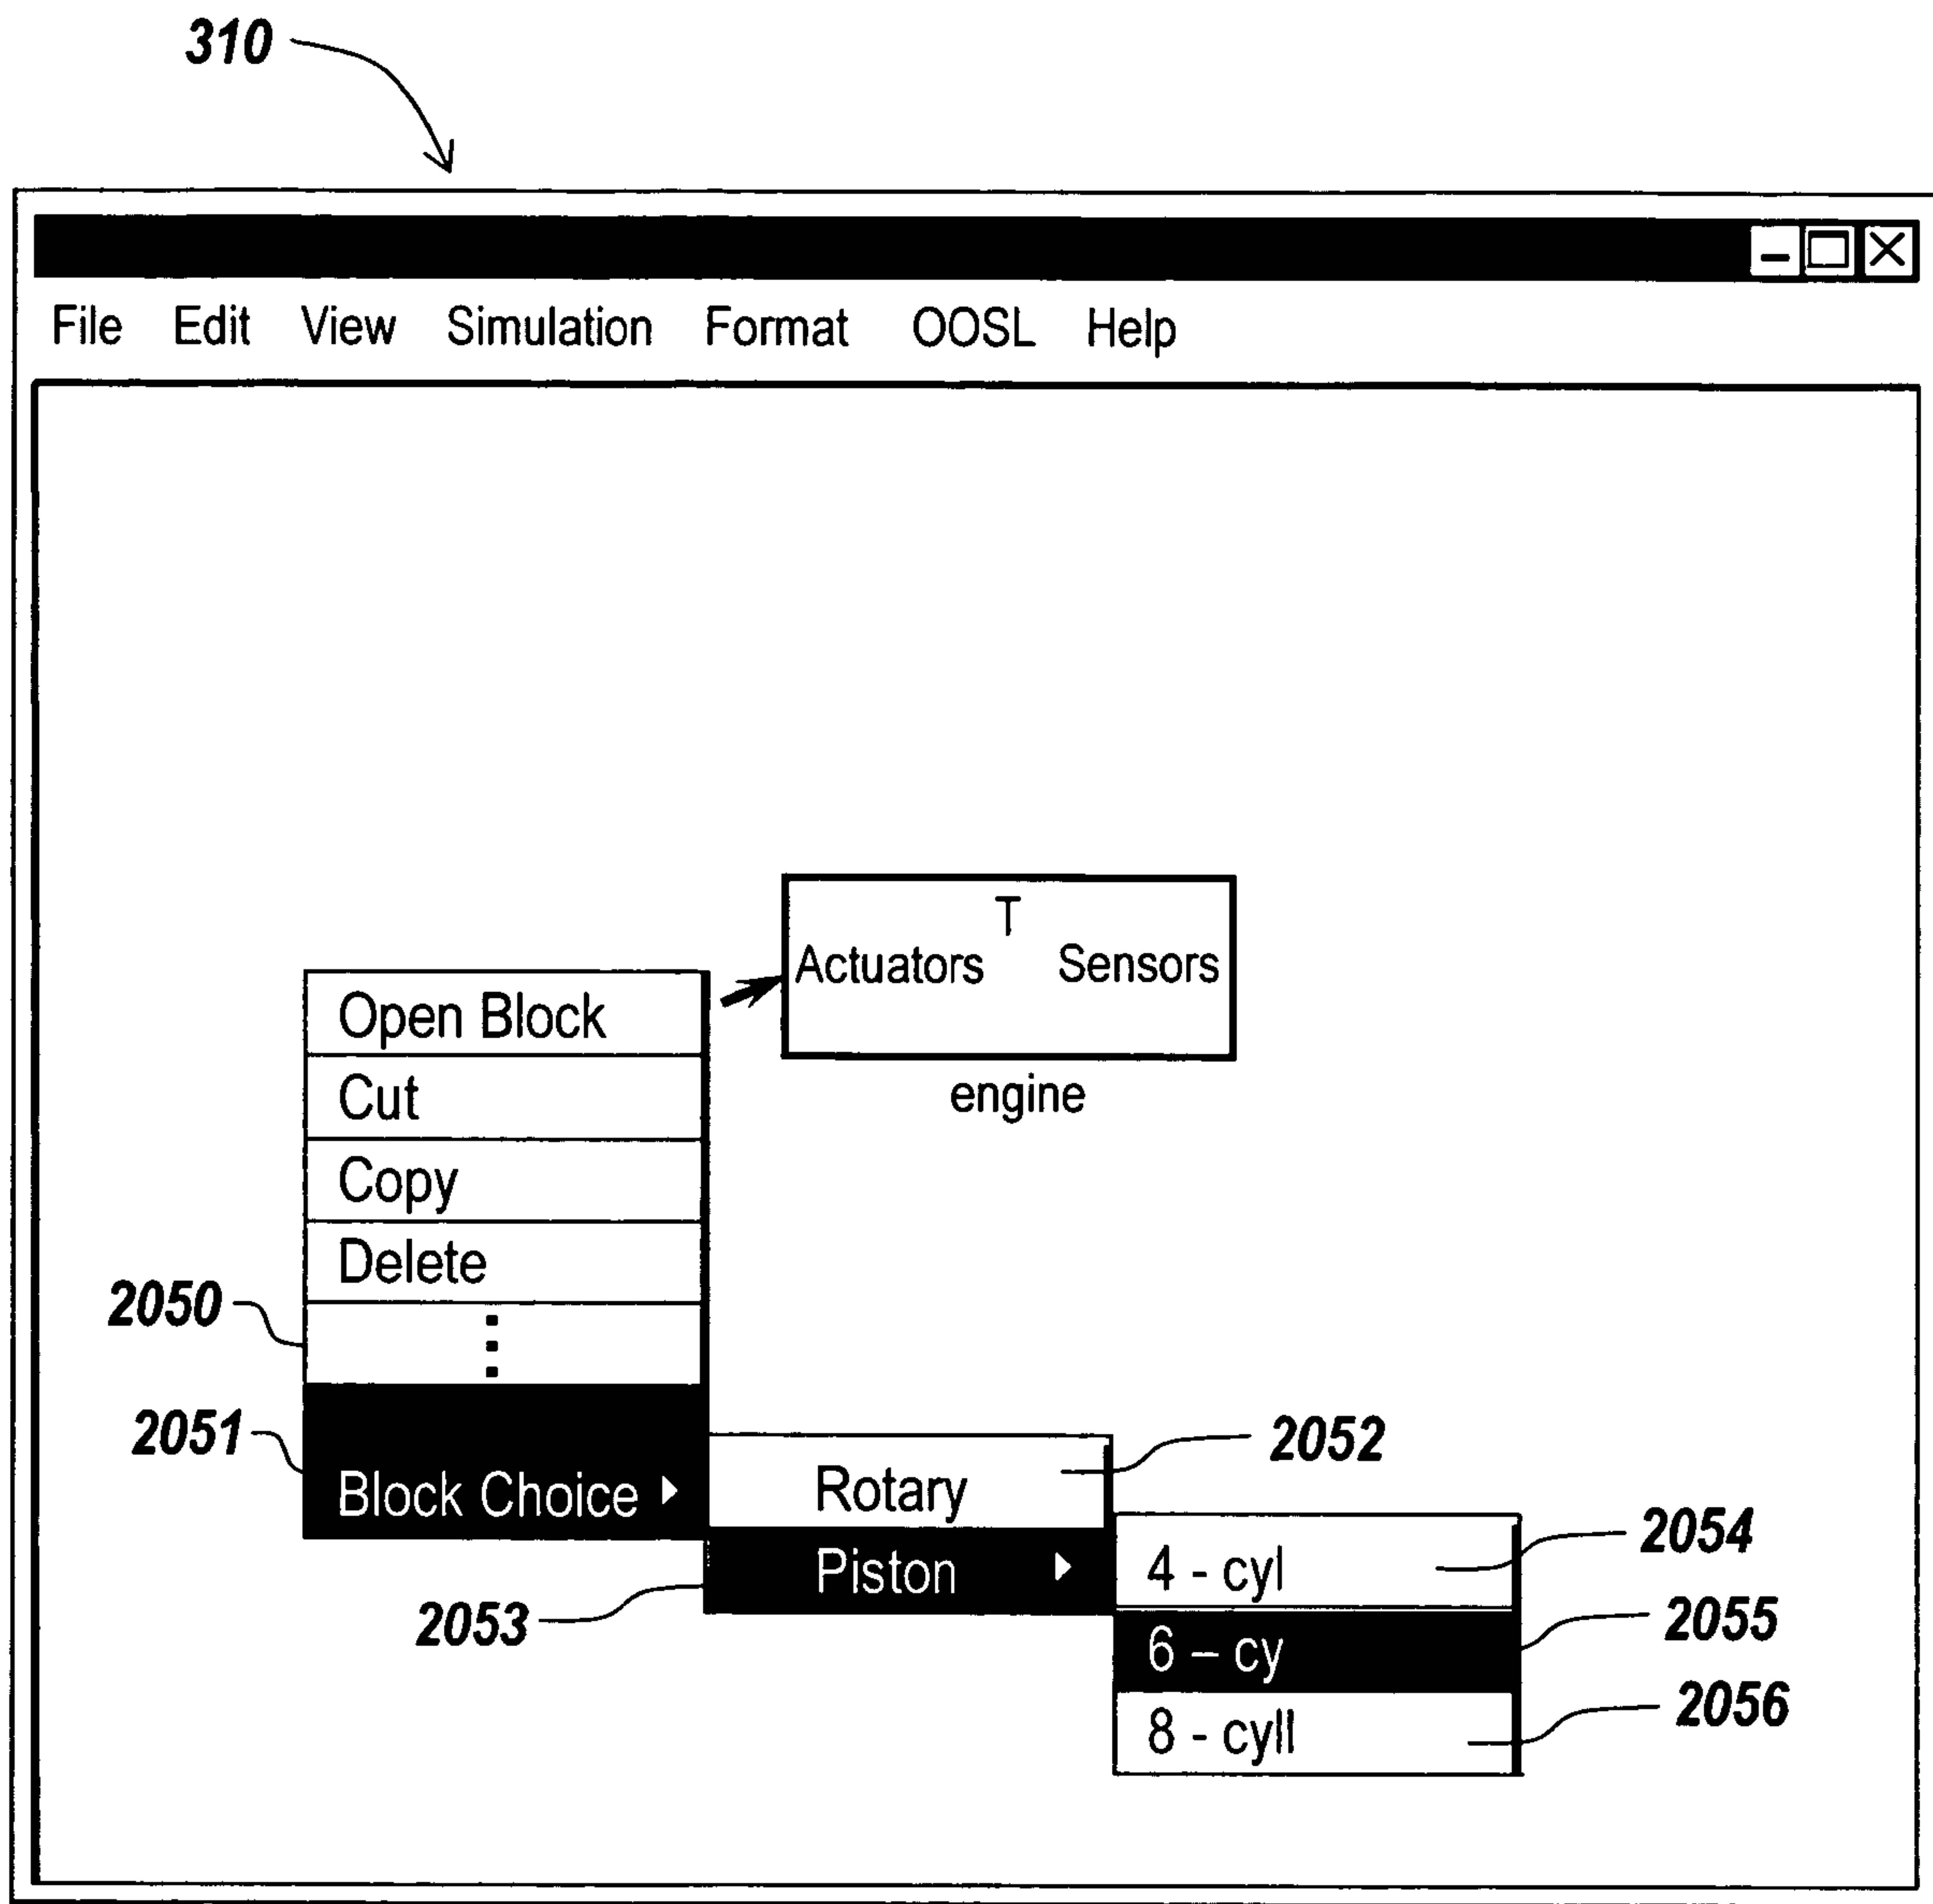 310
File Edit View Simulation Format OOSL Help
T
Actuators Sensors
engine
Open Block
Cut
Copy
Delete
2050
2051
Block Choice
Rotary
2052
Piston
2053
4 - cyl
2054
6 – cy
2055
8 - cyll
2056